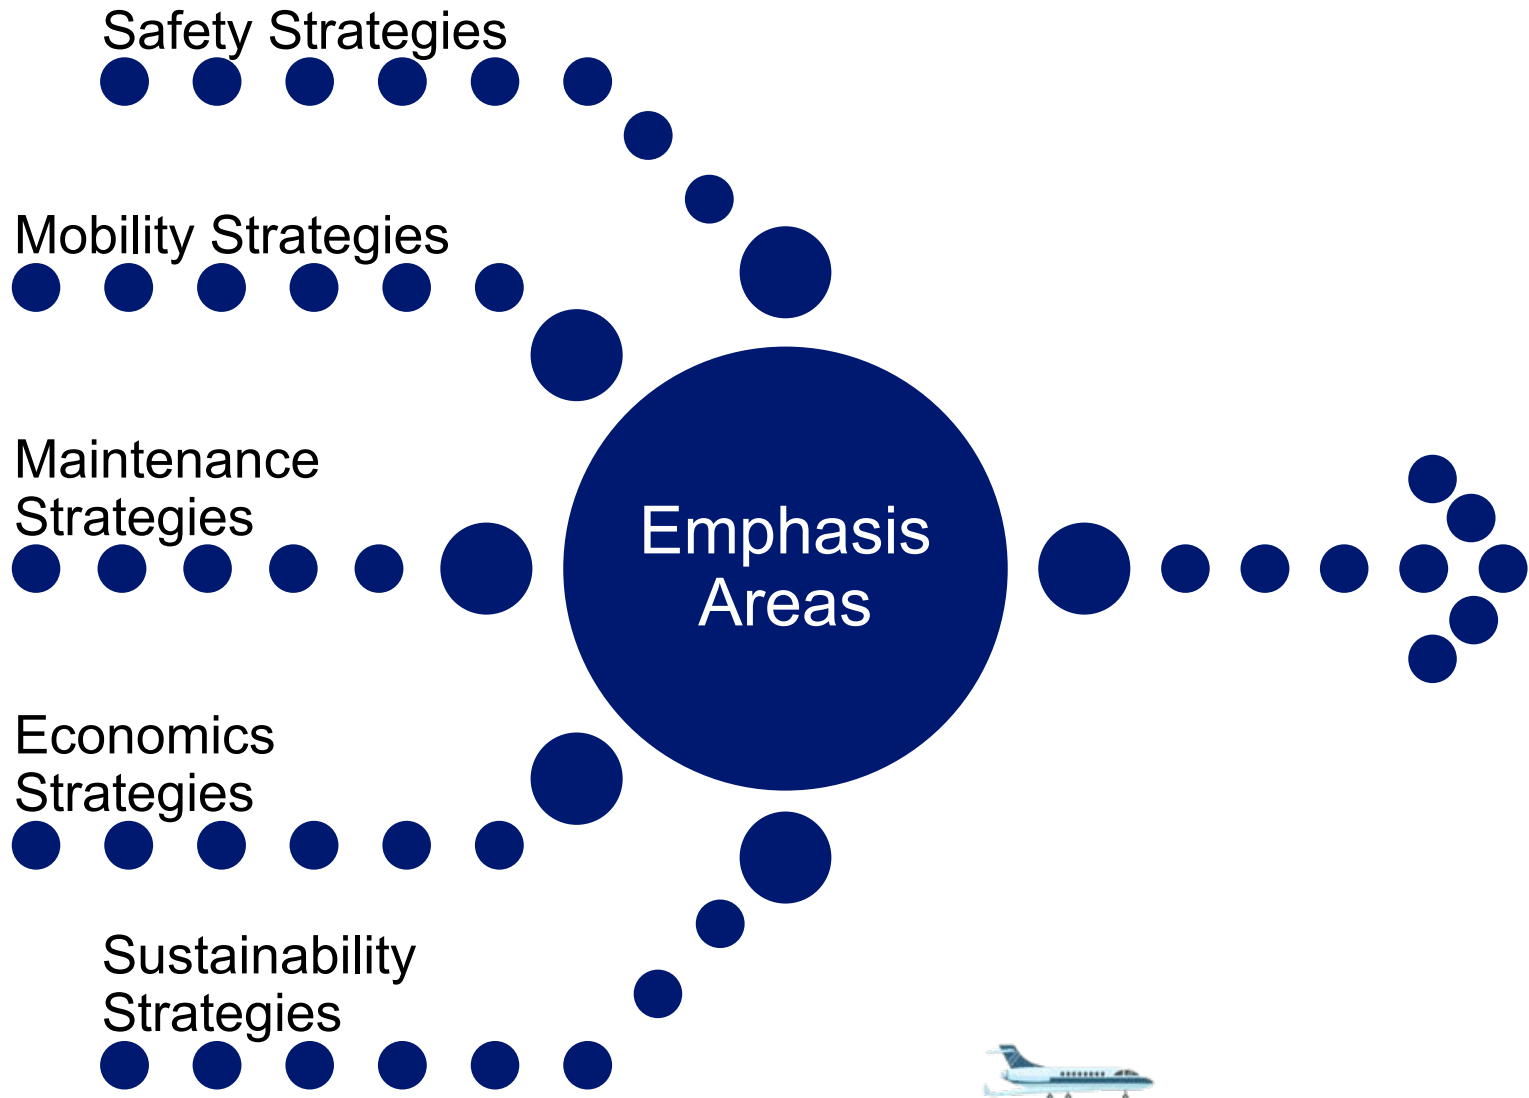 Safety Strategies
Mobility Strategies
Maintenance
Strategies
Emphasis
Areas
Economics
Strategies
Sustainability
Strategies